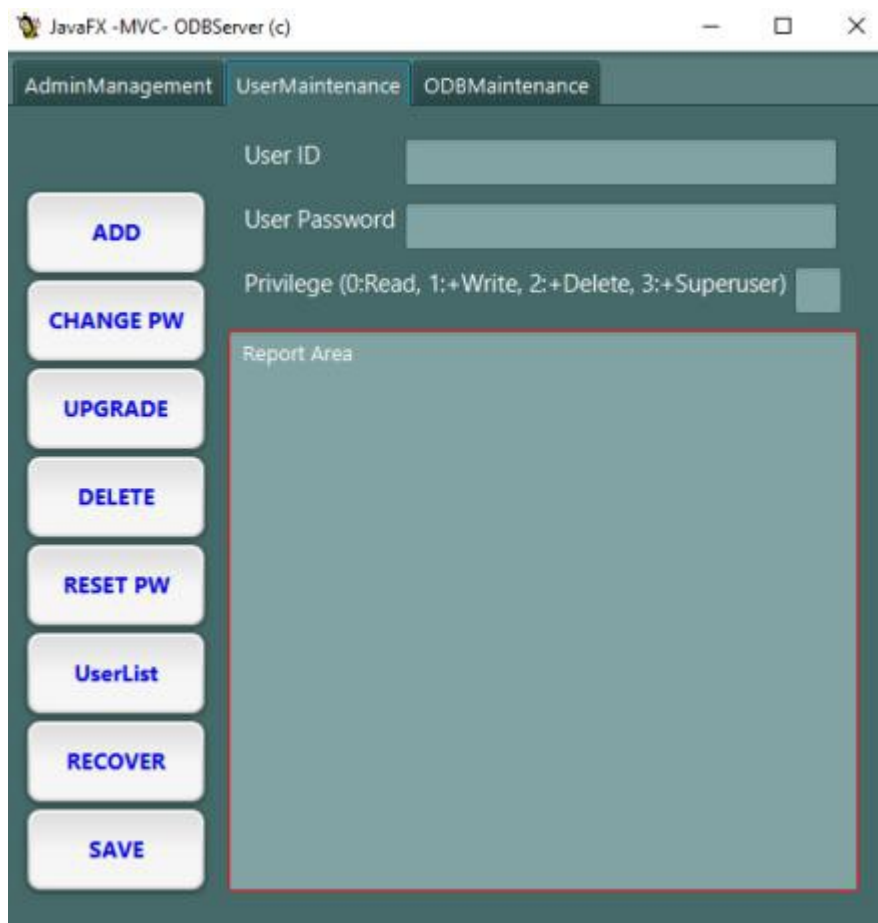 JavaFX -MVC- ODBServer (c)
AdminManagement UserMaintenance ODBMaintenance
User ID
User Password
Privilege (0:Read, 1:+Write, 2:+Delete, 3:+Superuser)
Report Area
ADD
CHANGE PW
UPGRADE
DELETE
RESET PW
UserList
RECOVER
SAVE